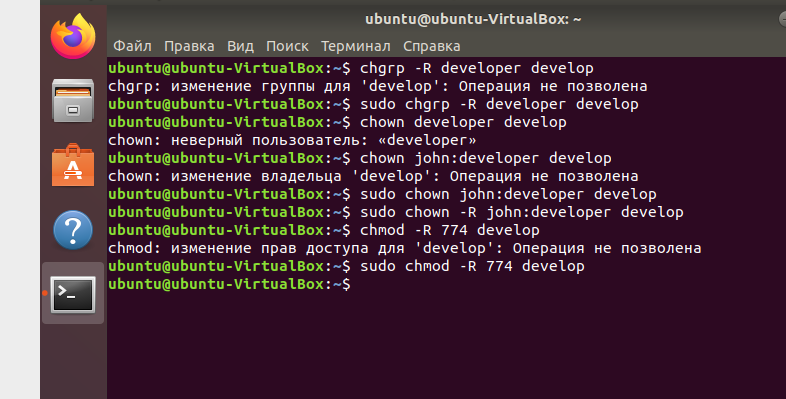 ubuntu@ubuntu-VirtualBox: ~
Файл Правка Вид Поиск Терминал Справка
ubuntu@ubuntu-VirtualBox:~$ chgrp -R developer develop
chgrp: изменение группы для 'develop': Операция не позволена
ubuntu@ubuntu-VirtualBox:~$ sudo chgrp -R developer develop
ubuntu@ubuntu-VirtualBox:~$ chown developer develop
chown: неверный пользователь: «developer»
ubuntu@ubuntu-VirtualBox:~$ chown john:developer develop
chown: изменение владельца 'develop': Операция не позволена
ubuntu@ubuntu-VirtualBox:~$ sudo chown john:developer develop
ubuntu@ubuntu-VirtualBox:~$ sudo chown -R john:developer develop
ubuntu@ubuntu-VirtualBox:~$ chmod -R 774 develop
chmod: изменение прав доступа для 'develop': Операция не позволена
ubuntu@ubuntu-VirtualBox:~$ sudo chmod -R 774 develop
ubuntu@ubuntu-VirtualBox:~$